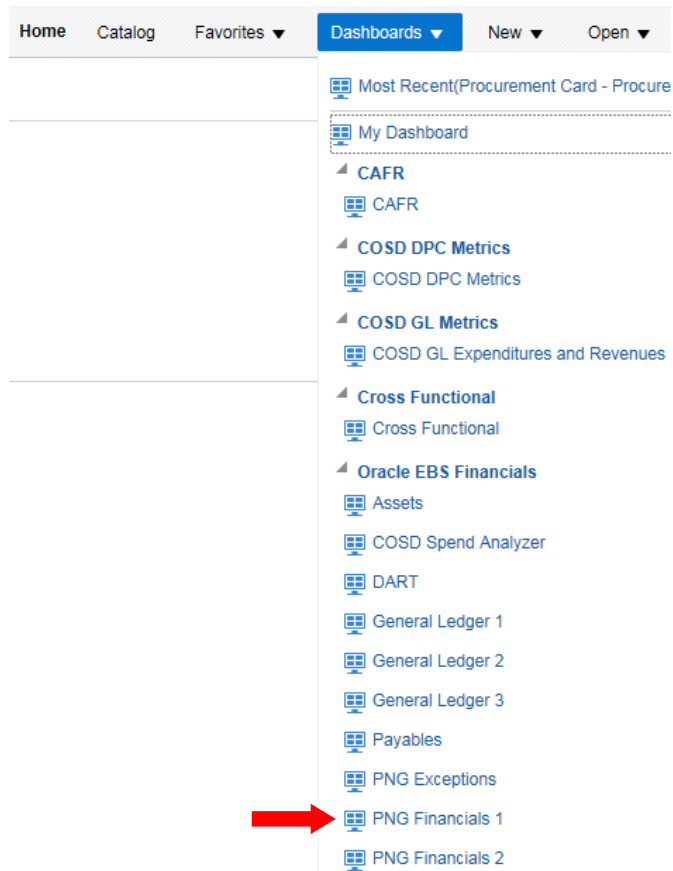 Home Catalog Favorites ▼ Dashboards ▼ New ▼ Open ▼
Most Recent(Procurement Card - Procure
My Dashboard
CAFR
CAFR
COSD DPC Metrics
COSD DPC Metrics
COSD GL Metrics
COSD GL Expenditures and Revenues
Cross Functional
Cross Functional
Oracle EBS Financials
Assets
COSD Spend Analyzer
DART
General Ledger 1
General Ledger 2
General Ledger 3
Payables
PNG Exceptions
PNG Financials 1
PNG Financials 2